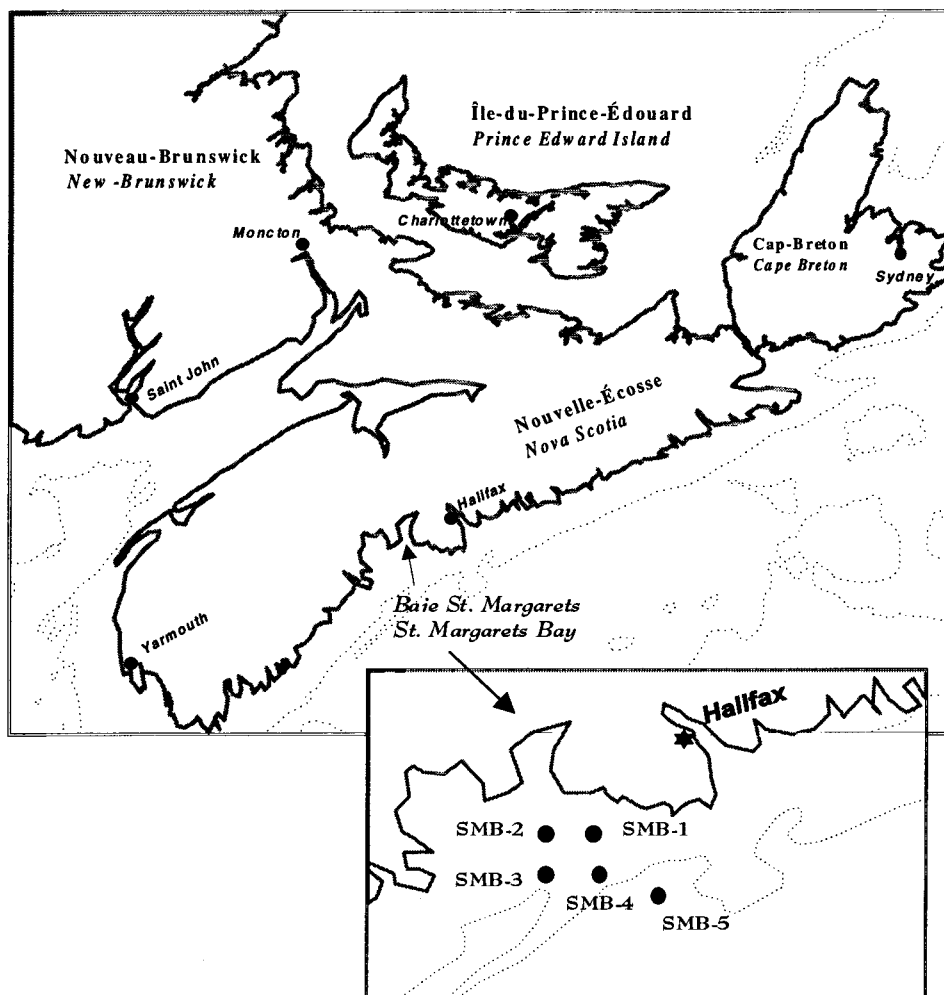 Île-du-Prince-Édouard
Prince Edward Island
Nouveau-Brunswick
New -Brunswick
Charlottetown
Moncton
Cap-Breton
Cape Breton
Sydney
Saint John
Nouvelle-Écosse
Nova Scotia
Halifax
Baie St. Margarets
St. Margarets Bay
Yarmouth
Halifax
SMB-2
SMB-1
SMB-3
SMB-4
SMB-5